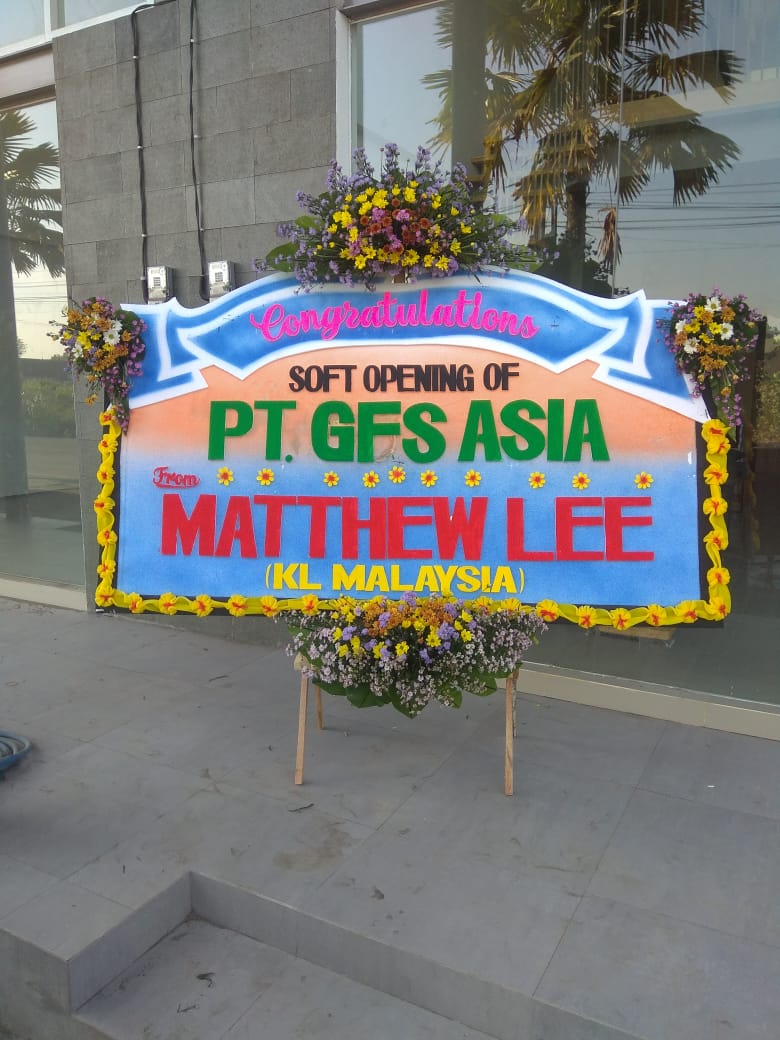 Congratulations
SOFT OPENING OF
PT. GFS ASIA
From
MATTHEW LEE
(KL MALAYSIA)